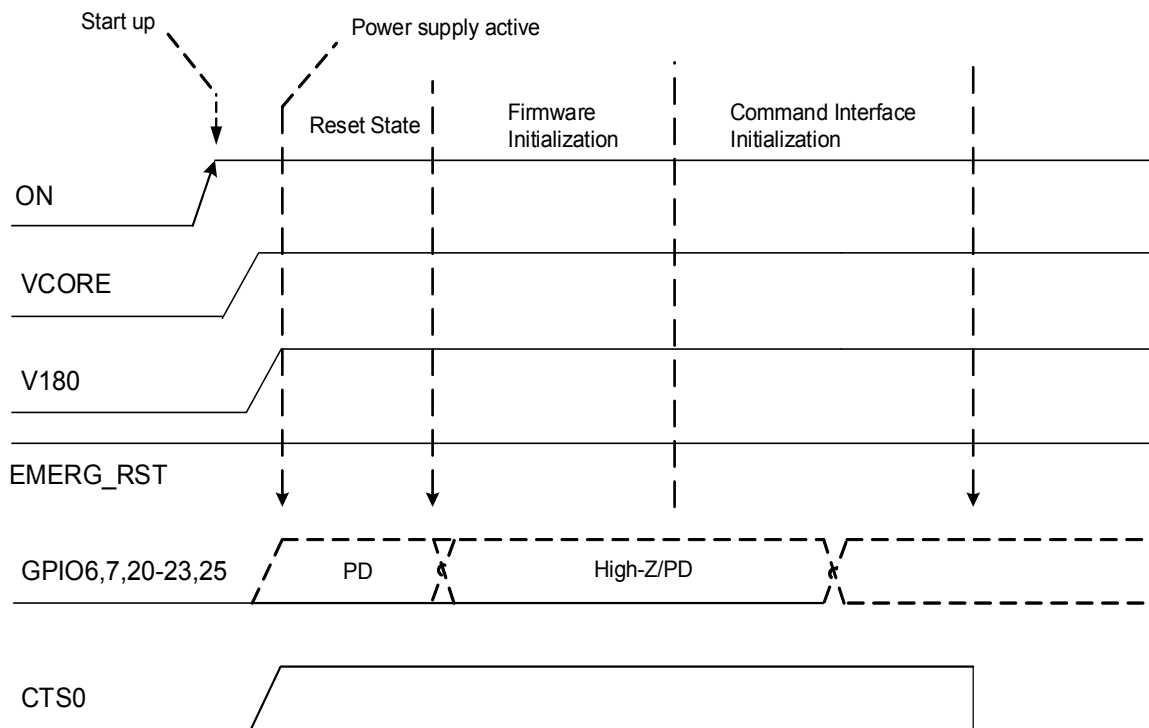 Start up
Power supply active
Reset State
Firmware
Initialization
Command Interface
Initialization
ON
VCORE
V180
EMERG_RST
GPIO6,7,20-23,25
PD
High-Z/PD
CTS0